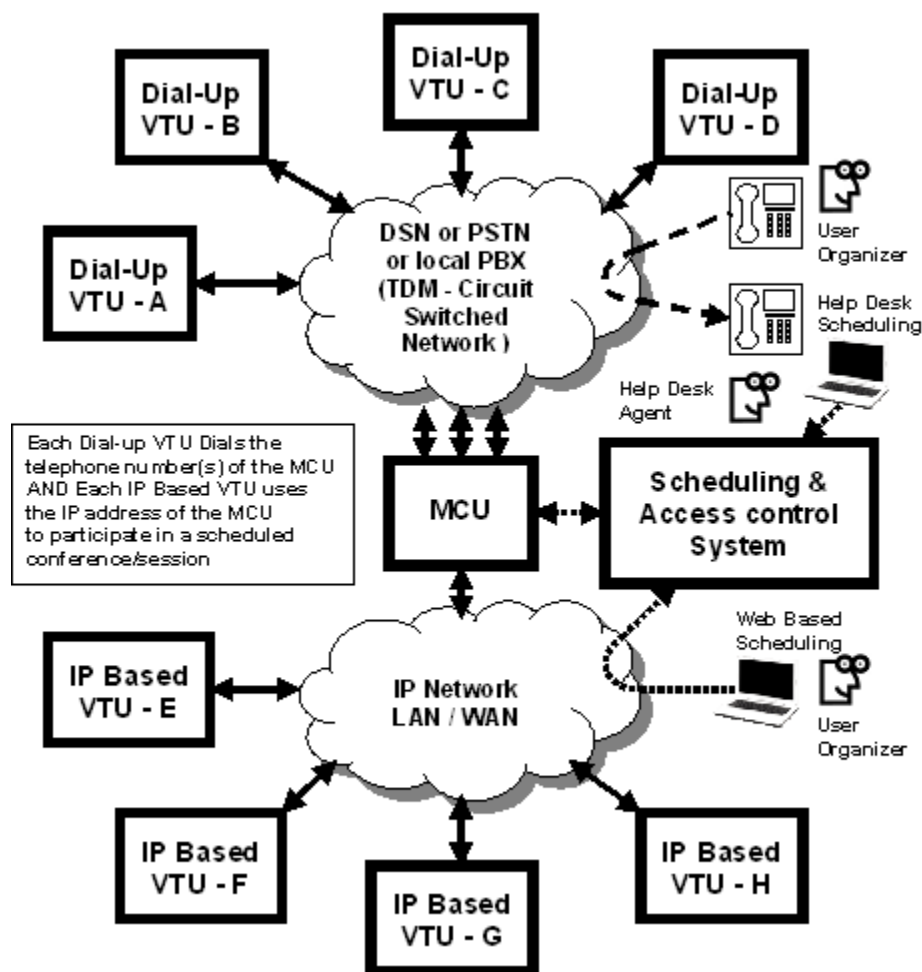 Dial-Up
VTU - B
Dial-Up
VTU - C
Dial-Up
VTU - D
User
Organizer
DSN or PSTN
or local PBX
(TDM - Circuit
Switched
Network )
Dial-Up
VTU - A
Help Desk
Scheduling
Help Desk
Agent
Each Dial-up VTU Dials the
telephone number(s) of the MCU
AND Each IP Based VTU uses
the IP address of the MCU
to participate in a scheduled
conference/session
MCU
Scheduling &
Access control
System
Web Based
Scheduling
IP Based
VTU - E
IP Network
LAN / WAN
User
Organizer
IP Based
VTU - F
IP Based
VTU - G
IP Based
VTU - H